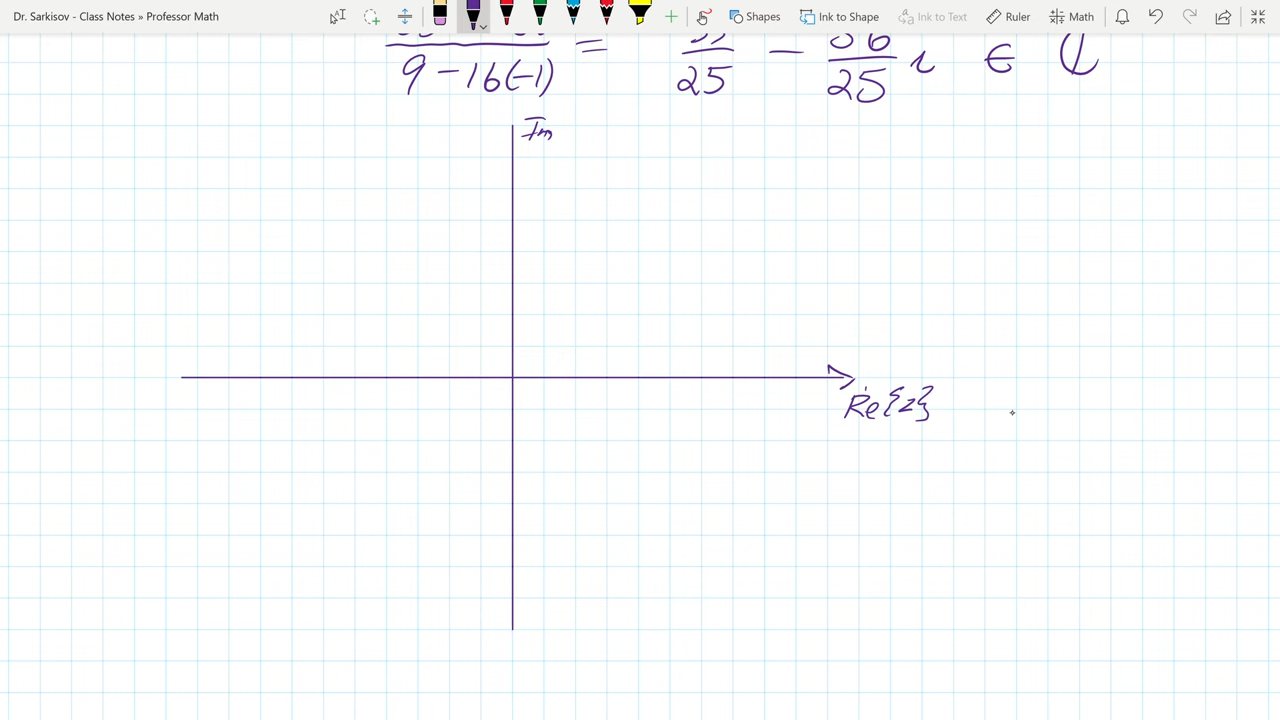 Dr. Sarkisov - Class Notes » Professor Math
Shapes Ink to Shape Ink to Text Ruler Math
9 - 16(-1) = /25 - 56/25 i ∈ ℂ
Im
Re{z}